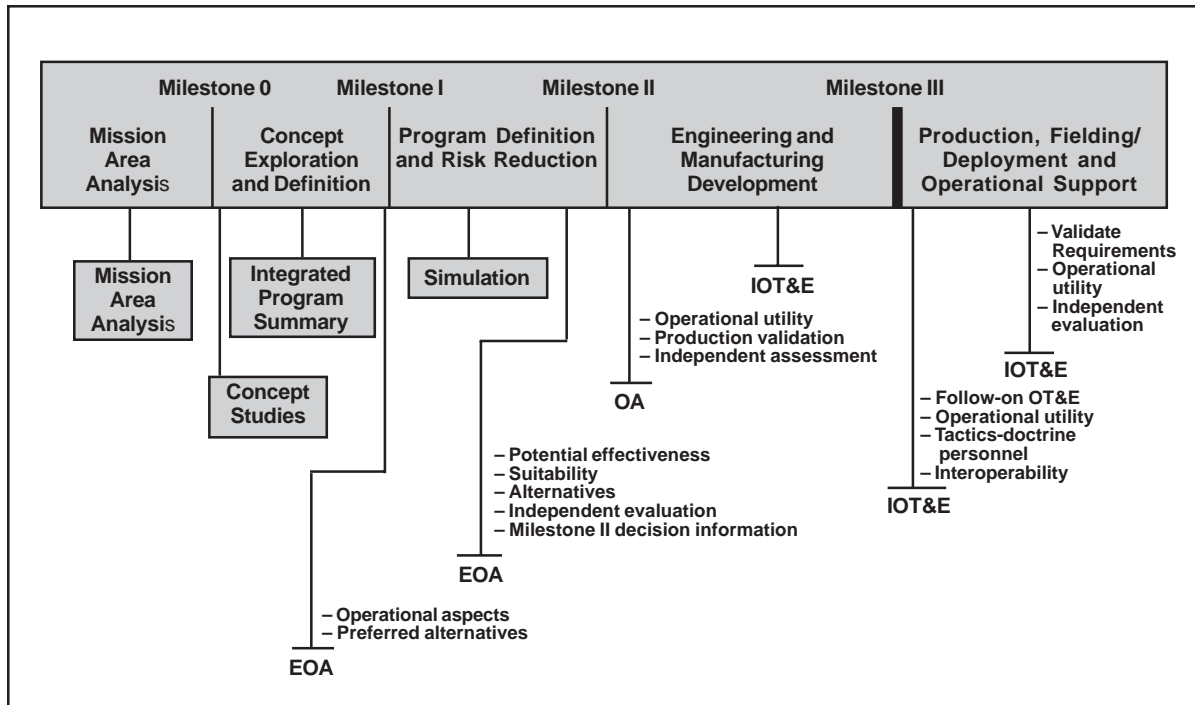 Milestone 0
Milestone I
Milestone II
Milestone III
Mission
Area
Analysis
Concept
Exploration
and Definition
Program Definition
and Risk Reduction
Engineering and
Manufacturing
Development
Production, Fielding/
Deployment and
Operational Support
Mission
Area
Analysis
Integrated
Program
Summary
Simulation
Concept
Studies
IOT&E
– Operational utility
– Production validation
– Independent assessment
OA
– Validate
Requirements
– Operational
utility
– Independent
evaluation
IOT&E
– Follow-on OT&E
– Operational utility
– Tactics-doctrine
personnel
– Interoperability
IOT&E
– Potential effectiveness
– Suitability
– Alternatives
– Independent evaluation
– Milestone II decision information
EOA
– Operational aspects
– Preferred alternatives
EOA